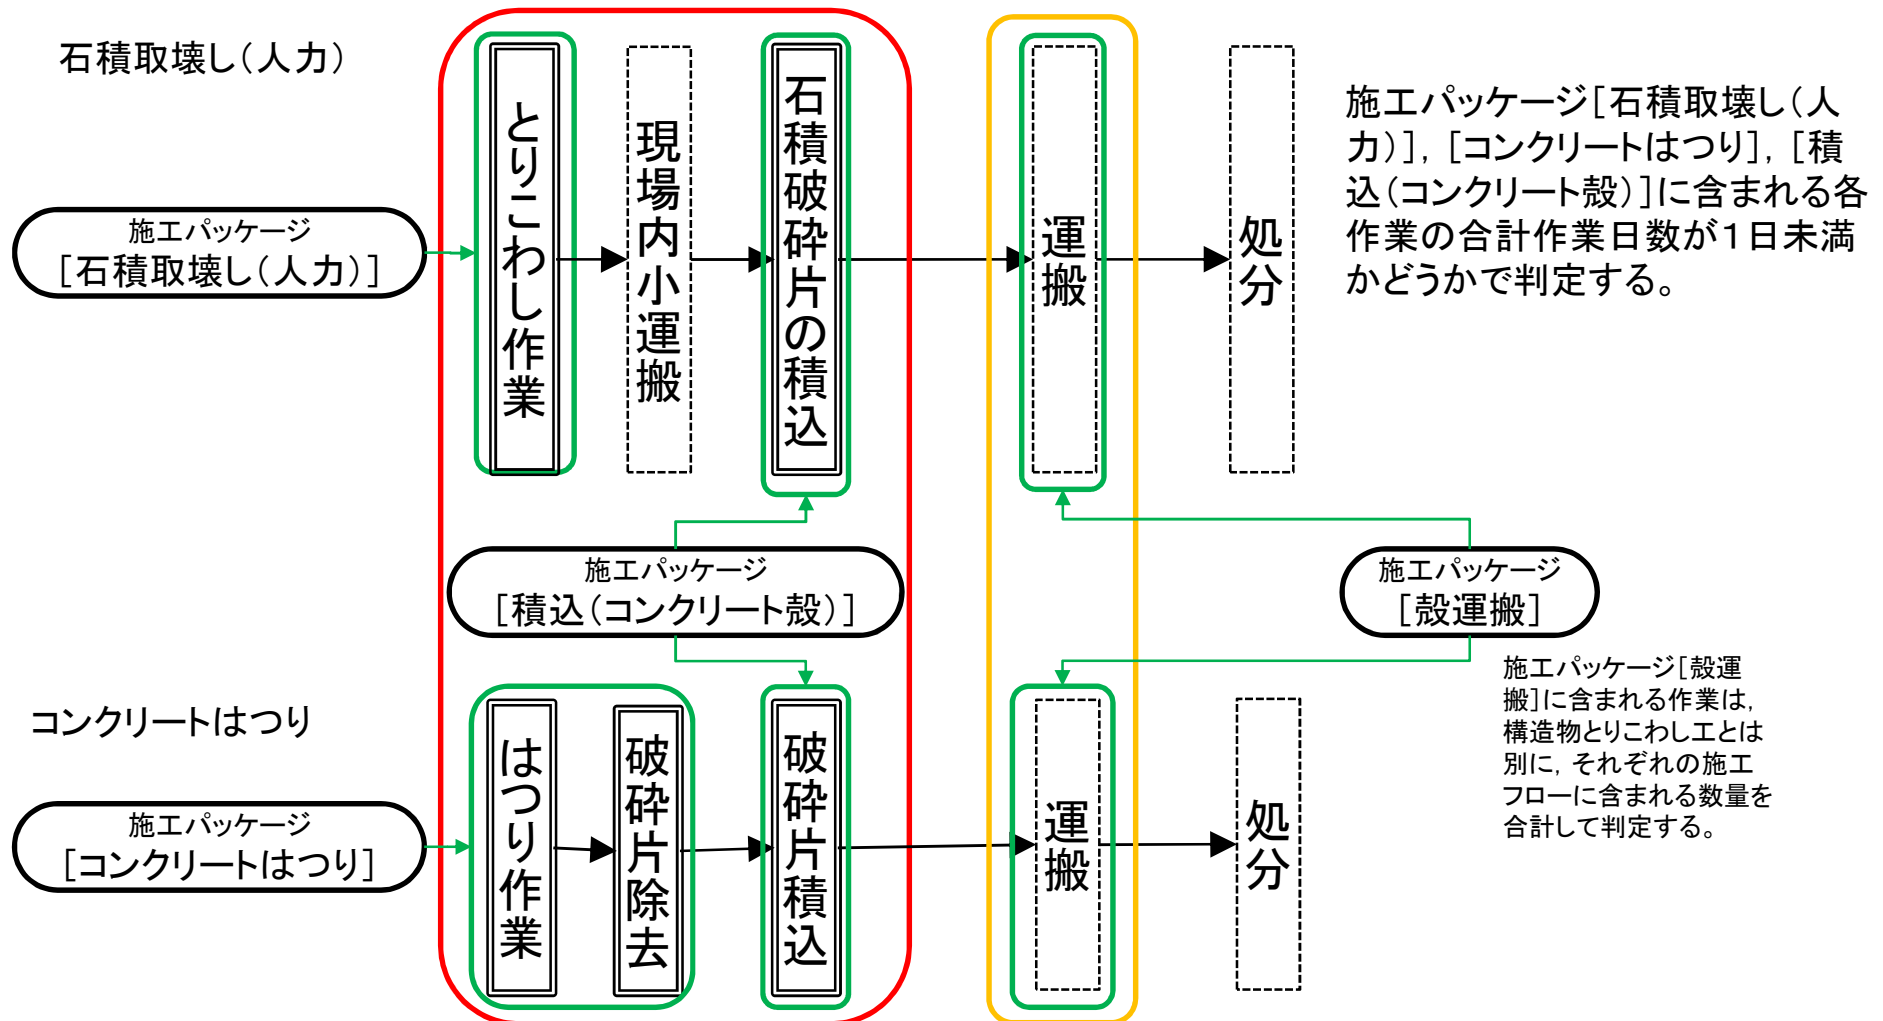 石積取壊し(人力)
施工パッケージ
[石積取壊し(人力)]
とりこわし作業
現場内小運搬
石積破砕片の積込
運搬
処分
施工パッケージ[石積取壊し(人
力)], [コンクリートはつり], [積
込(コンクリート殻)]に含まれる各
作業の合計作業日数が1日未満
かどうかで判定する。
施工パッケージ
[積込(コンクリート殻)]
施工パッケージ
[殻運搬]
施工パッケージ[殻運
搬]に含まれる作業は,
構造物とりこわし工とは
別に, それぞれの施工
フローに含まれる数量を
合計して判定する。
コンクリートはつり
施工パッケージ
[コンクリートはつり]
はつり作業
破砕片除去
破砕片積込
運搬
処分